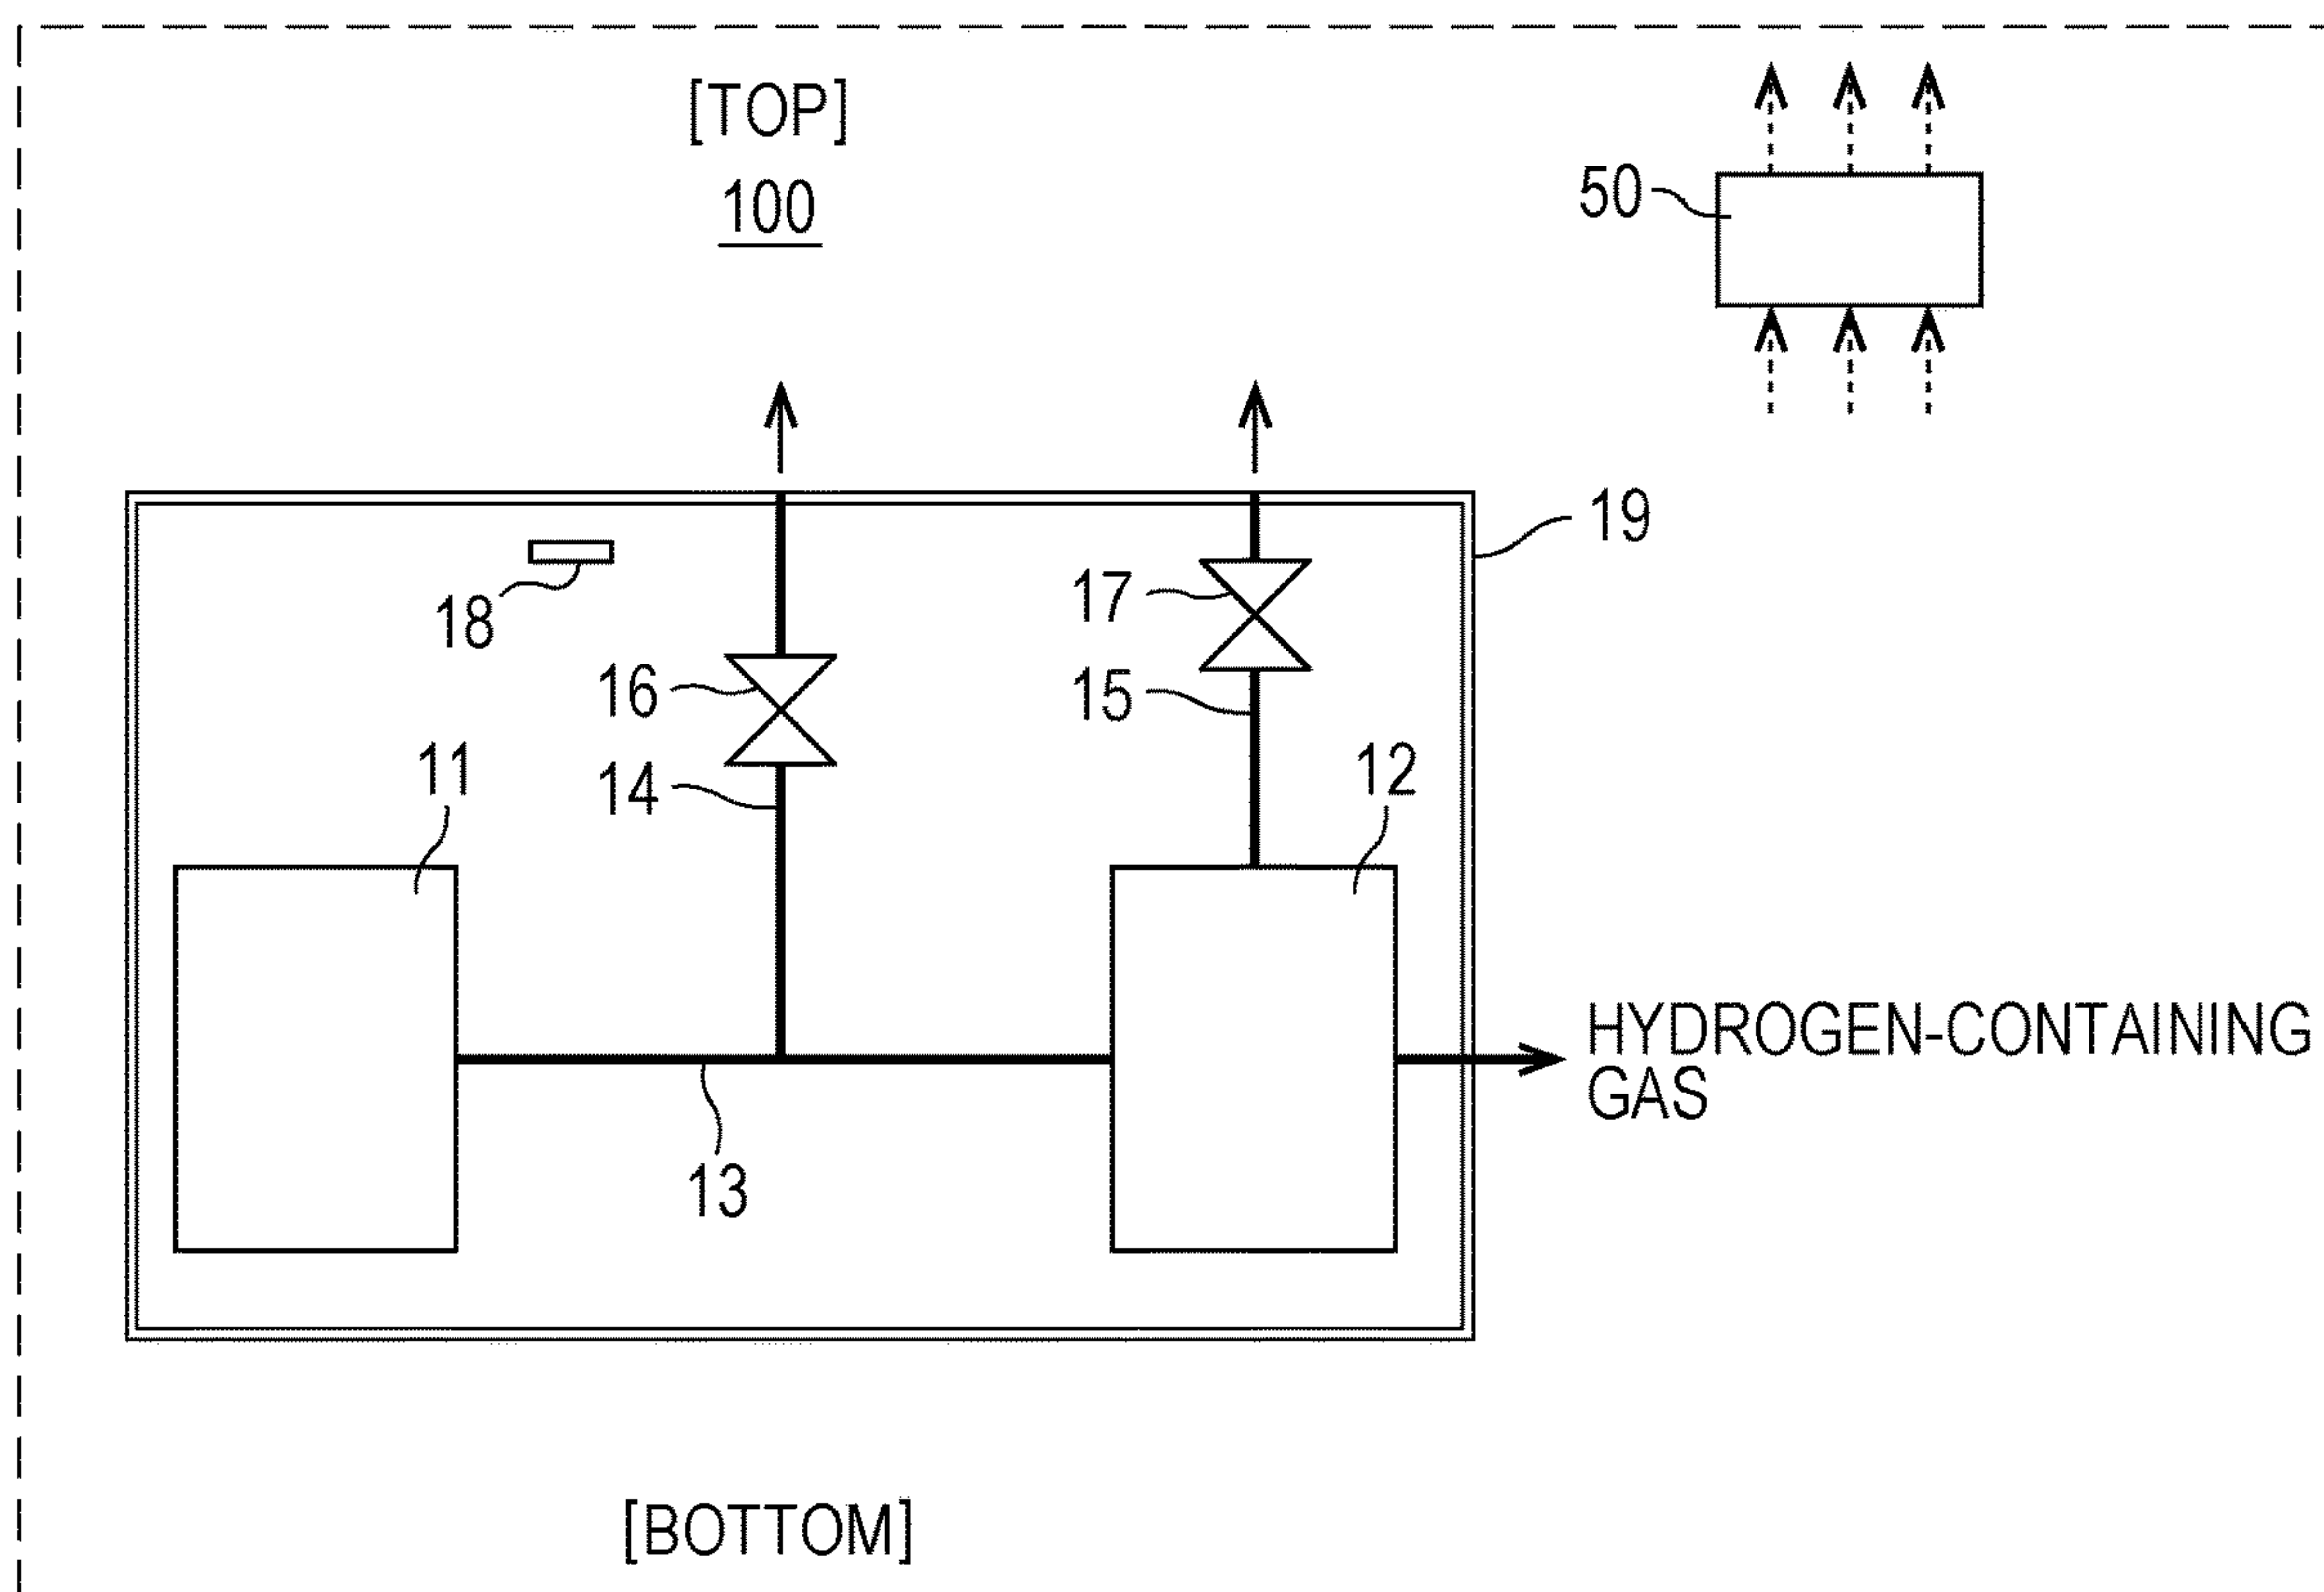 [TOP]
100
50
19
18
17
16
15
14
11
12
HYDROGEN-CONTAINING
GAS
13
[BOTTOM]